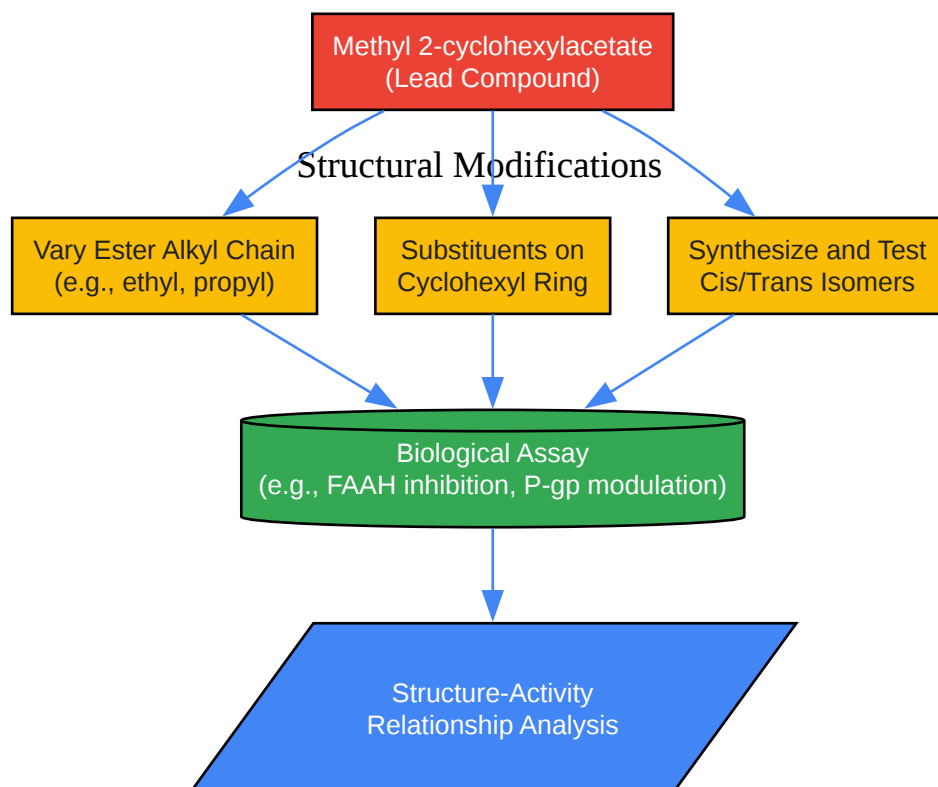 Methyl 2-cyclohexylacetate
(Lead Compound)
Structural Modifications
Vary Ester Alkyl Chain
(e.g., ethyl, propyl)
Substituents on
Cyclohexyl Ring
Synthesize and Test
Cis/Trans Isomers
Biological Assay
(e.g., FAAH inhibition, P-gp modulation)
Structure-Activity
Relationship Analysis